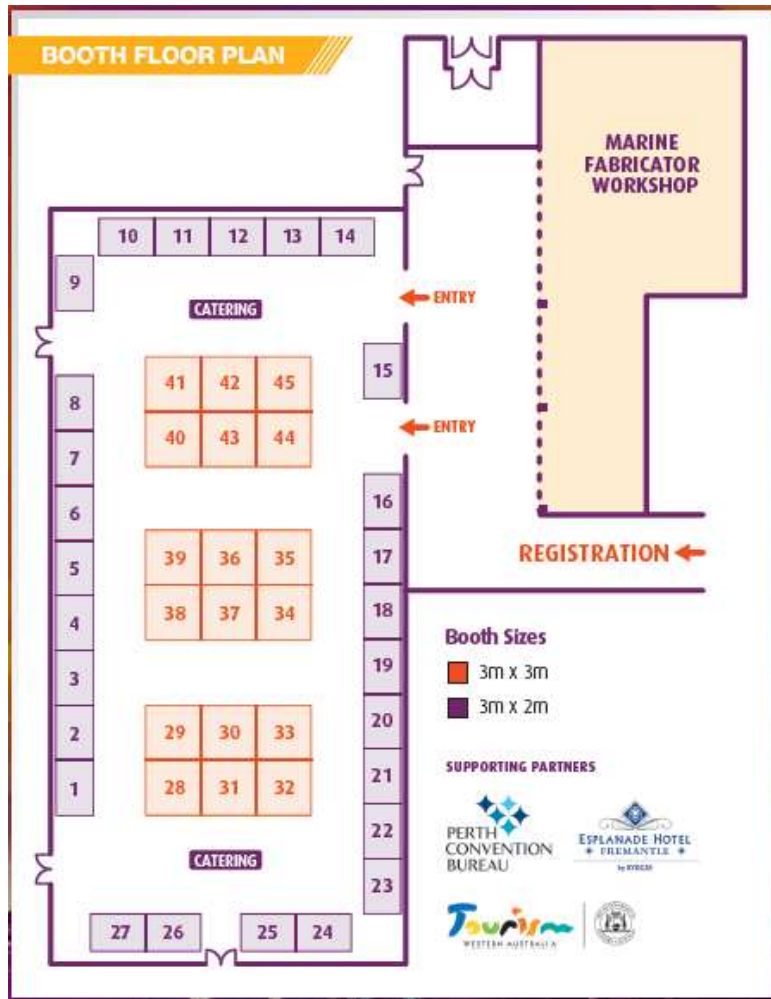 BOOTH FLOOR PLAN
MARINE
FABRICATOR
WORKSHOP
10 11 12 13 14
9
CATERING
ENTRY
15
41 42 45
8
40 43 44
ENTRY
7
16
6
39 36 35
17
REGISTRATION
5
38 37 34
18
4
Booth Sizes
19
3m x 3m
3
3m x 2m
20
2
29 30 33
21
SUPPORTING PARTNERS
1
28 31 32
22
PERTH
CONVENTION
BUREAU
ESPLANADE HOTEL
FREMANTLE
by RYDGES
CATERING
23
27 26 25 24
Tourism
WESTERN AUSTRALIA